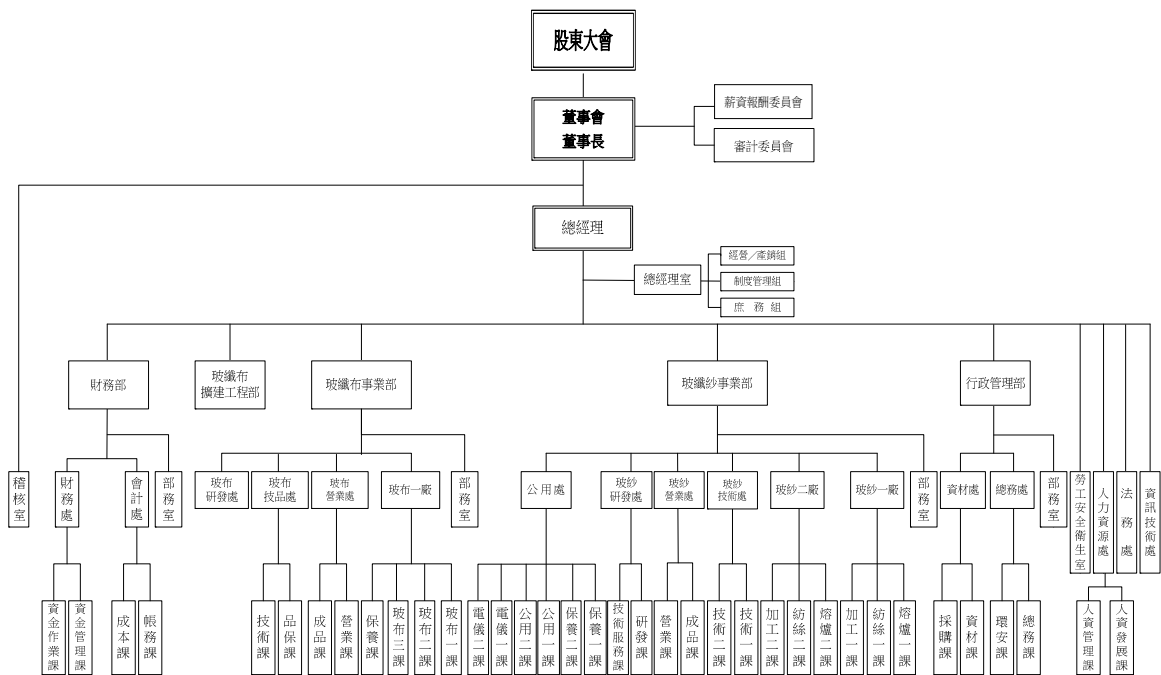 股東大會
董事會
董事長
薪資報酬委員會
審計委員會
總經理
總經理室
經營／產銷組
制度管理組
庶 務 組
財務部
玻纖布
擴建工程部
玻纖布事業部
玻纖紗事業部
行政管理部
稽核室
財務處
會計處
部務室
玻布
研發處
玻布
技品處
玻布
營業處
玻布一廠
部務室
公用處
玻紗
研發處
玻紗
營業處
玻紗
技術處
玻紗二廠
玻紗一廠
部務室
資材處
總務處
部務室
勞工安全衛生室
人力資源處
法務處
資訊技術處
資金作業課
資金管理課
成本課
帳務課
技術課
品保課
成品課
營業課
保養課
玻布三課
玻布二課
玻布一課
電儀二課
電儀一課
公用二課
公用一課
保養二課
保養一課
技術服務課
研發課
營業課
成品課
技術二課
技術一課
加工二課
紡絲二課
熔爐二課
加工一課
紡絲一課
熔爐一課
採購課
資材課
環安課
總務課
人資管理課
人資發展課